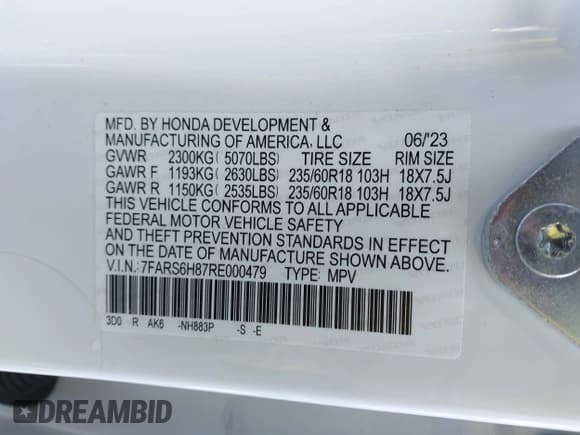 MFD. BY HONDA DEVELOPMENT &
MANUFACTURING OF AMERICA, LLC 06/'23
GVWR 2300KG( 5070LBS) TIRE SIZE RIM SIZE
GAWR F 1193KG( 2630LBS) 235/60R18 103H 18X7.5J
GAWR R 1150KG( 2535LBS) 235/60R18 103H 18X7.5J
THIS VEHICLE CONFORMS TO ALL APPLICABLE
FEDERAL MOTOR VEHICLE SAFETY
AND THEFT PREVENTION STANDARDS IN EFFECT
ON THE DATE OF MANUFACTURE SHOWN ABOVE.
V.I.N.:7FARS6H87RE000479 TYPE: MPV
3D0 R AK6 -NH883P -S -E
DREAMBID